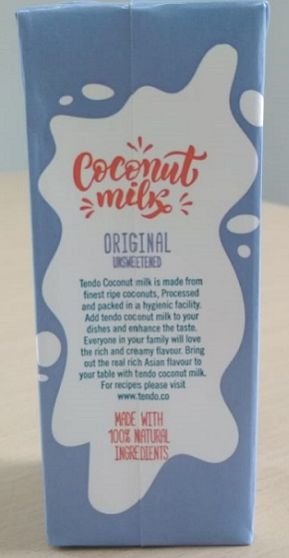 Coconut
milk
ORIGINAL
UNSWEETENED
Tendo Coconut milk is made from
finest ripe coconuts, Processed
and packed in a hygienic facility.
Add tendo coconut milk to your
dishes and enhance the taste.
Everyone in your family will love
the rich and creamy flavour. Bring
out the real rich Asian flavour to
your table with tendo coconut milk.
For recipes please visit
www.tendo.co
MADE WITH
100% NATURAL
INGREDIENTS